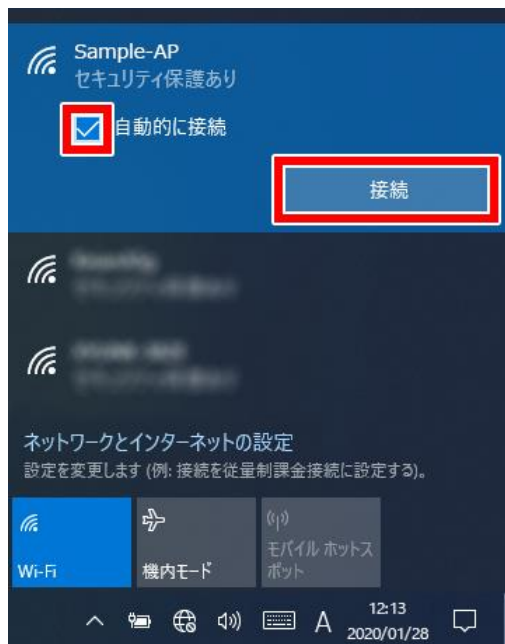 Sample-AP
セキュリティ保護あり
自動的に接続
接続
ネットワークとインターネットの設定
設定を変更します (例: 接続を従量制課金接続に設定する)。
Wi-Fi
機内モード
モバイル ホットス
ポット
A
12:13
2020/01/28